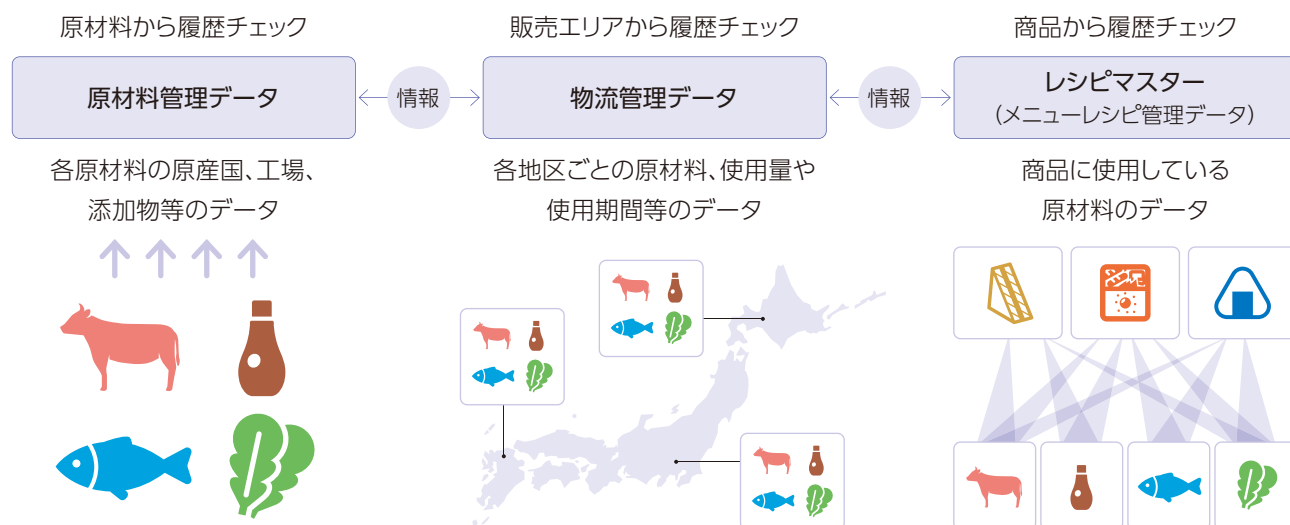 原材料から履歴チェック
販売エリアから履歴チェック
商品から履歴チェック
原材料管理データ
情報
物流管理データ
情報
レシピマスター
(メニューレシピ管理データ)
各原材料の原産国、工場、
添加物等のデータ
各地区ごとの原材料、使用量や
使用期間等のデータ
商品に使用している
原材料のデータ